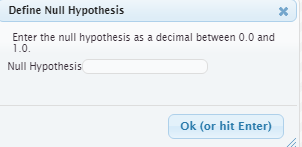 Define Null Hypothesis
Enter the null hypothesis as a decimal between 0.0 and
1.0.
Null Hypothesis
Ok (or hit Enter)